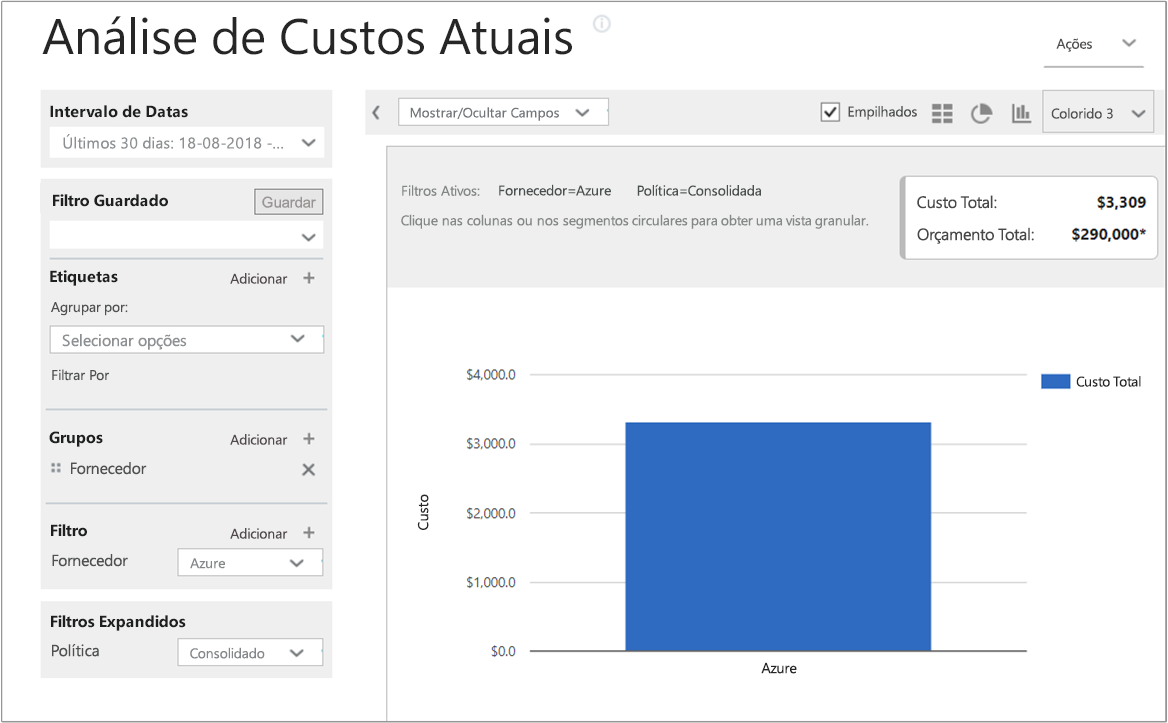 Análise de Custos Atuais
Ações
Intervalo de Datas
Últimos 30 dias: 18-08-2018 -...
Filtro Guardado
Guardar
Etiquetas
Adicionar +
Agrupar por:
Selecionar opções
Filtrar Por
Grupos
Adicionar +
Fornecedor
Filtro
Adicionar +
Fornecedor
Azure
Filtros Expandidos
Política
Consolidado
Mostrar/Ocultar Campos
Empilhados
Colorido 3
Filtros Ativos: Fornecedor=Azure Política=Consolidada
Clique nas colunas ou nos segmentos circulares para obter uma vista granular.
Custo Total: $3,309
Orçamento Total: $290,000*
$4,000.0
$3,000.0
$2,000.0
$1,000.0
$0.0
Custo
Azure
Custo Total